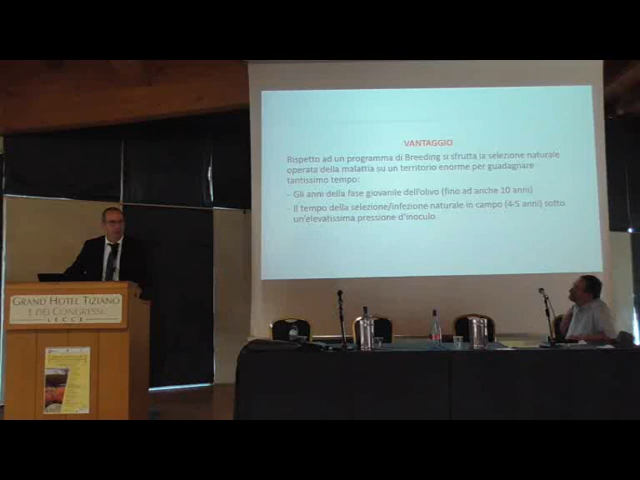 VANTAGGIO
Rispetto ad un programma di Breeding si sfrutta la selezione naturale
operata della malattia su un territorio enorme per guadagnare
tantissimo tempo:
– Gli anni della fase giovanile dell'olivo (fino ad anche 10 anni)
– Il tempo della selezione/infezione naturale in campo (4-5 anni) sotto
un'elevatissima pressione d'inoculo
GRAND HOTEL TIZIANO
E DEI CONGRESSI
LECCE